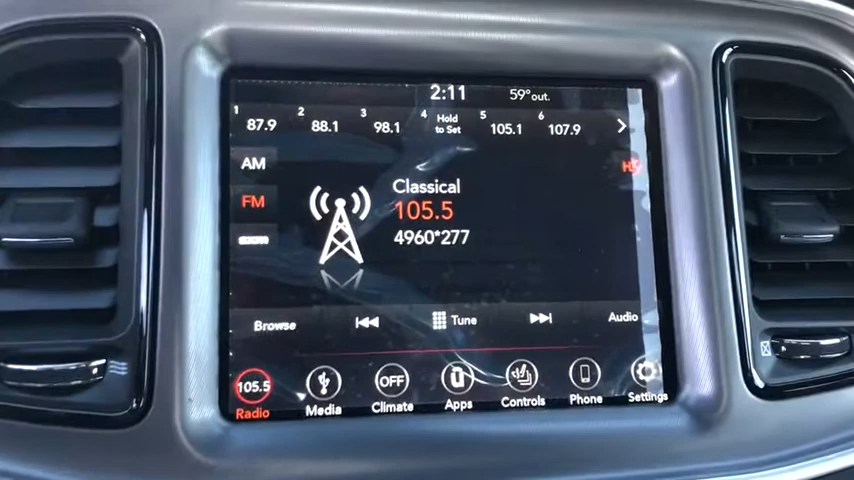 2:11 59° out
1 87.9 2 88.1 3 98.1 4 Hold to Set 5 105.1 6 107.9
AM
FM
Classical
105.5
4960*277
Browse Tune Audio
105.5 OFF
Radio Media Climate Apps Controls Phone Settings